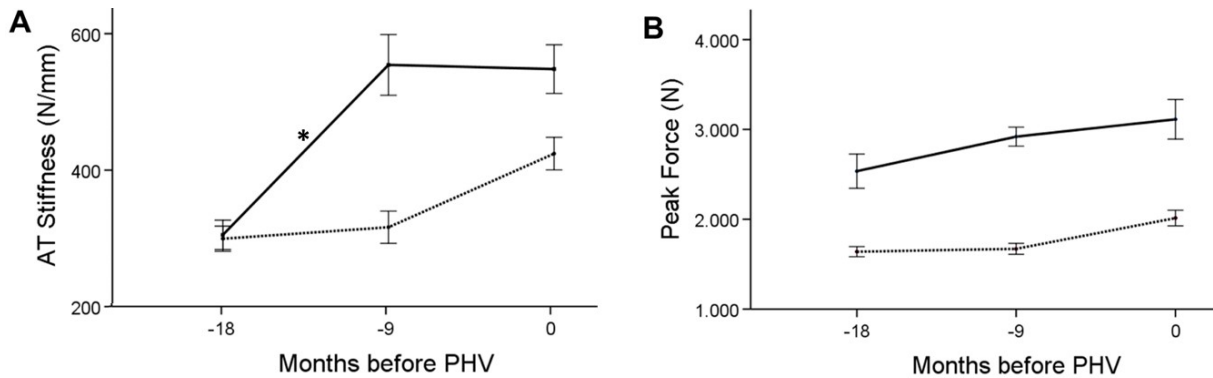 A
AT Stiffness (N/mm)
600
400
200
*
-18
-9
0
Months before PHV
B
Peak Force (N)
4.000
3.000
2.000
1.000
-18
-9
0
Months before PHV